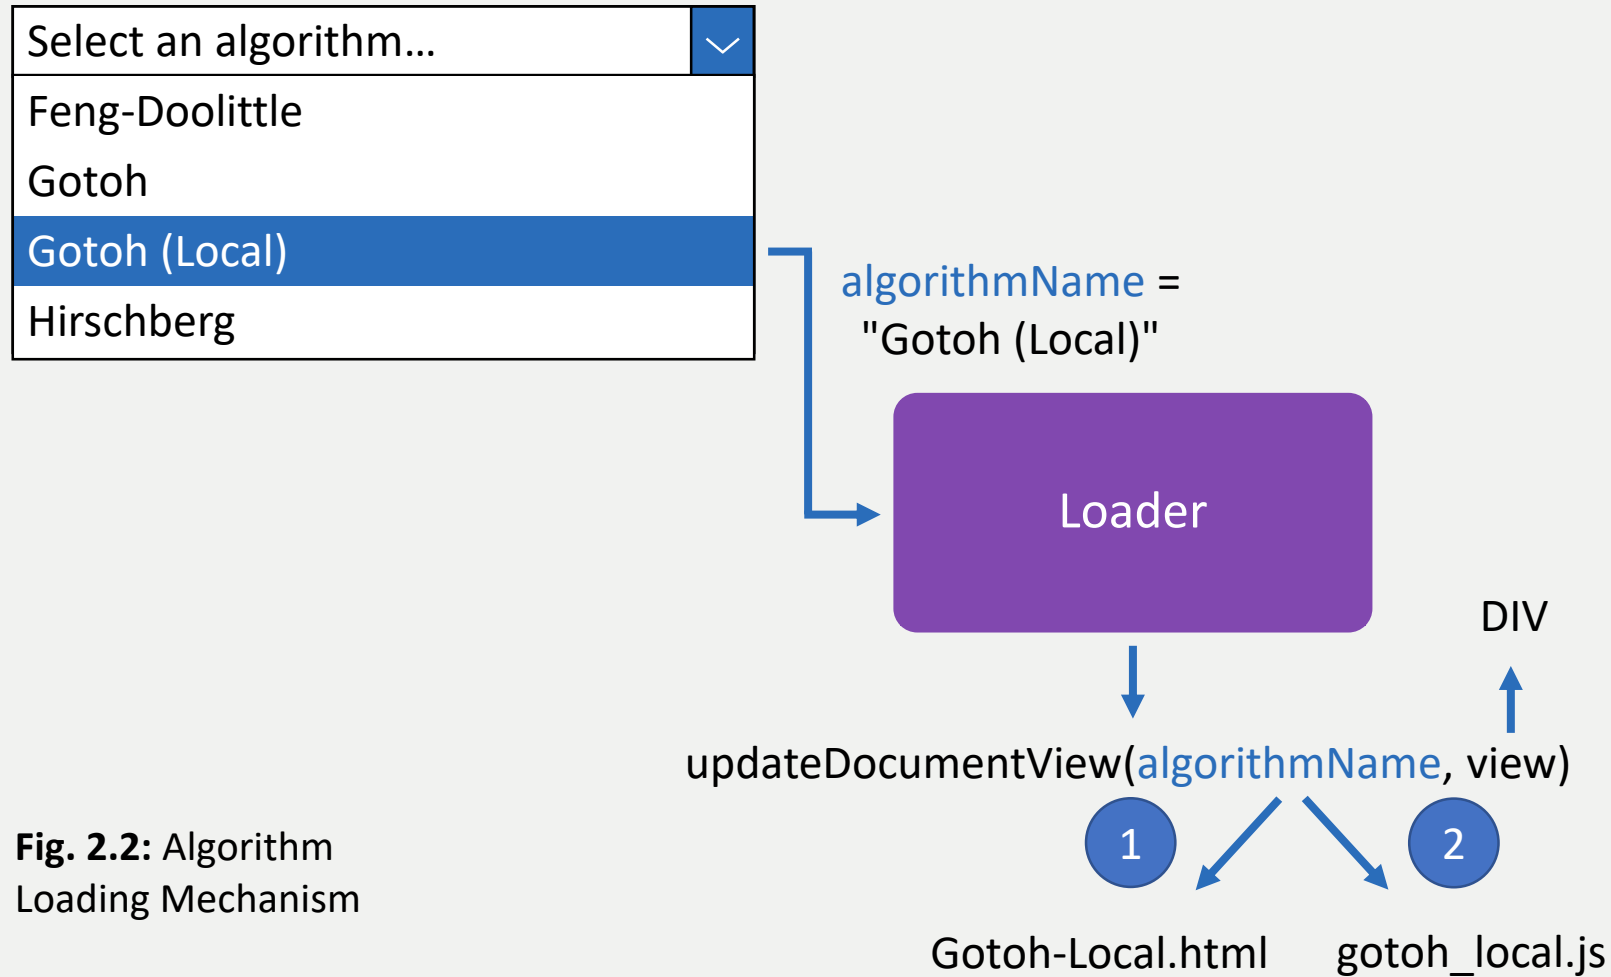 Select an algorithm...
Feng-Doolittle
Gotoh
Gotoh (Local)
Hirschberg
algorithmName =
"Gotoh (Local)"
Loader
DIV
updateDocumentView(algorithmName, view)
1
2
Gotoh-Local.html
gotoh_local.js
Fig. 2.2: Algorithm
Loading Mechanism